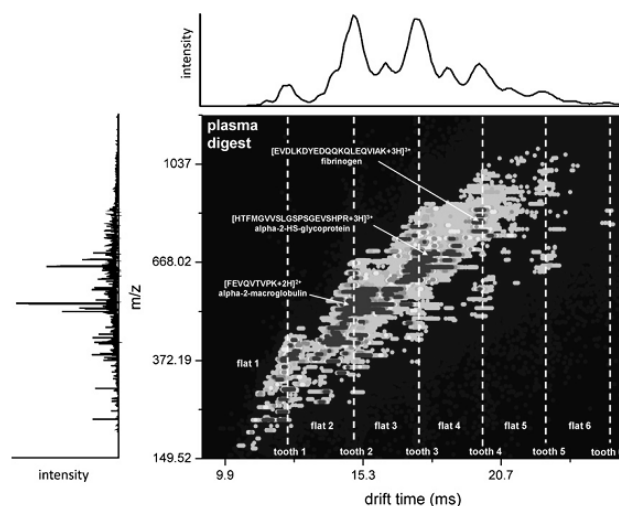 intensity
plasma
digest
[EVDLKDYEDQQKQLEQVIAK+3H]³⁺
fibrinogen
1037
[HTFMGVVSLGSPSGEVSHPR+3H]³⁺
alpha-2-HS-glycoprotein
668.02
m/z
[FEVQVTVPK+2H]²⁺
alpha-2-macroglobulin
372.19
flat 1
flat 2
flat 3
flat 4
flat 5
flat 6
tooth 1
tooth 2
tooth 3
tooth 4
tooth 5
tooth
149.52
intensity
9.9
15.3
20.7
drift time (ms)